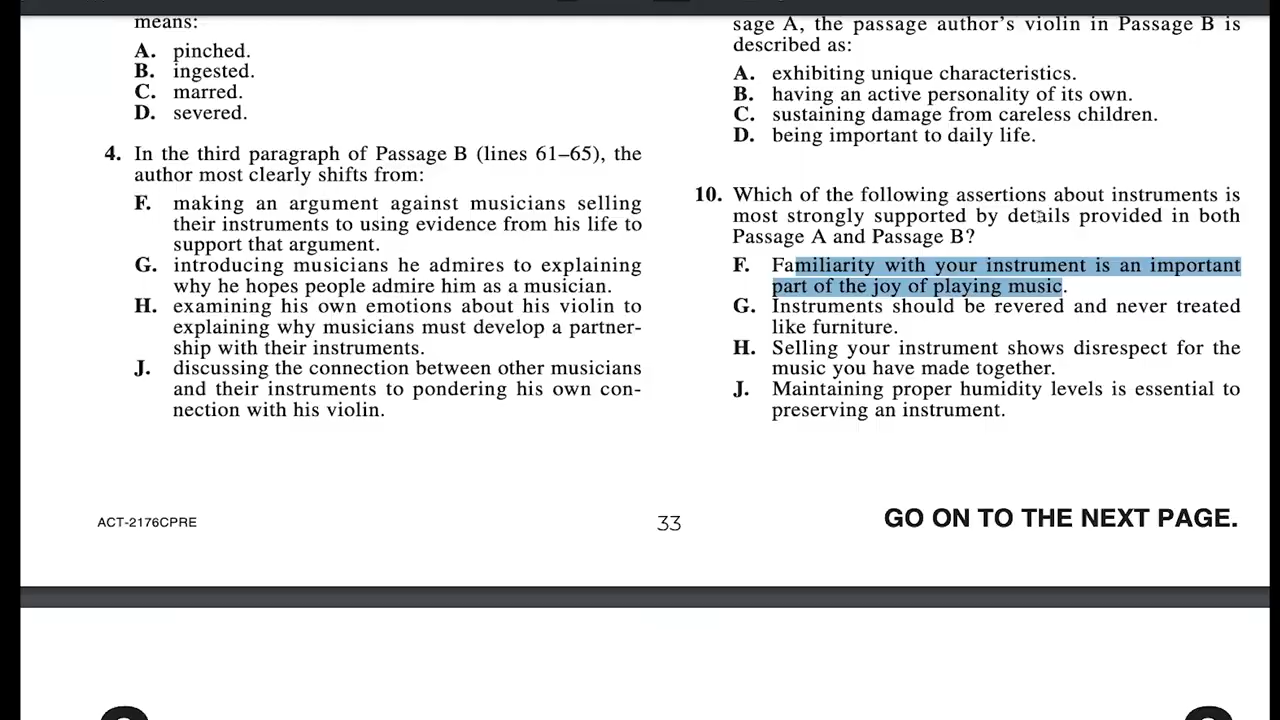 means:
A. pinched.
B. ingested.
C. marred.
D. severed.
4. In the third paragraph of Passage B (lines 61–65), the
author most clearly shifts from:
F. making an argument against musicians selling
their instruments to using evidence from his life to
support that argument.
G. introducing musicians he admires to explaining
why he hopes people admire him as a musician.
H. examining his own emotions about his violin to
explaining why musicians must develop a partner-
ship with their instruments.
J. discussing the connection between other musicians
and their instruments to pondering his own con-
nection with his violin.
sage A, the passage author's violin in Passage B is
described as:
A. exhibiting unique characteristics.
B. having an active personality of its own.
C. sustaining damage from careless children.
D. being important to daily life.
10. Which of the following assertions about instruments is
most strongly supported by details provided in both
Passage A and Passage B?
F. Familiarity with your instrument is an important
part of the joy of playing music.
G. Instruments should be revered and never treated
like furniture.
H. Selling your instrument shows disrespect for the
music you have made together.
J. Maintaining proper humidity levels is essential to
preserving an instrument.
ACT-2176CPRE
33
GO ON TO THE NEXT PAGE.